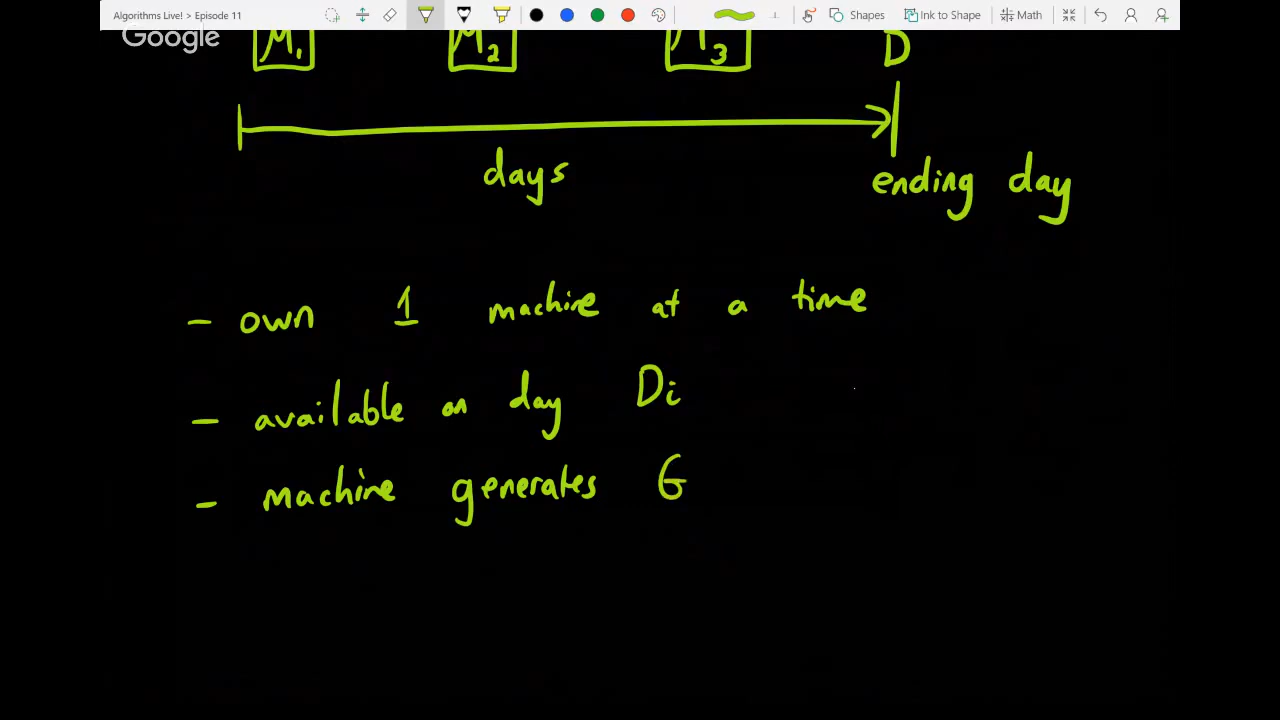 Algorithms Live! > Episode 11
Shapes Ink to Shape Math
Google
M1 M2 M3 D
days
ending day
- own 1 machine at a time
- available on day Di
- machine generates G